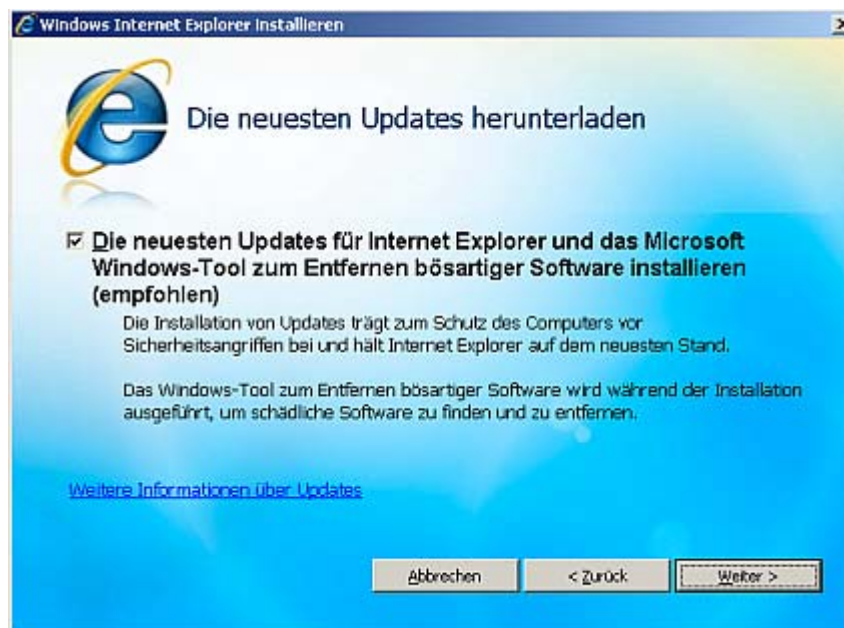 Windows Internet Explorer installieren
Die neuesten Updates herunterladen
Die neuesten Updates für Internet Explorer und das Microsoft
Windows-Tool zum Entfernen bösartiger Software installieren
(empfohlen)
Die Installation von Updates trägt zum Schutz des Computers vor
Sicherheitsangriffen bei und hält Internet Explorer auf dem neuesten Stand.
Das Windows-Tool zum Entfernen bösartiger Software wird während der Installation
ausgeführt, um schädliche Software zu finden und zu entfernen.
Weitere Informationen über Updates
Abbrechen
< Zurück
Weiter >